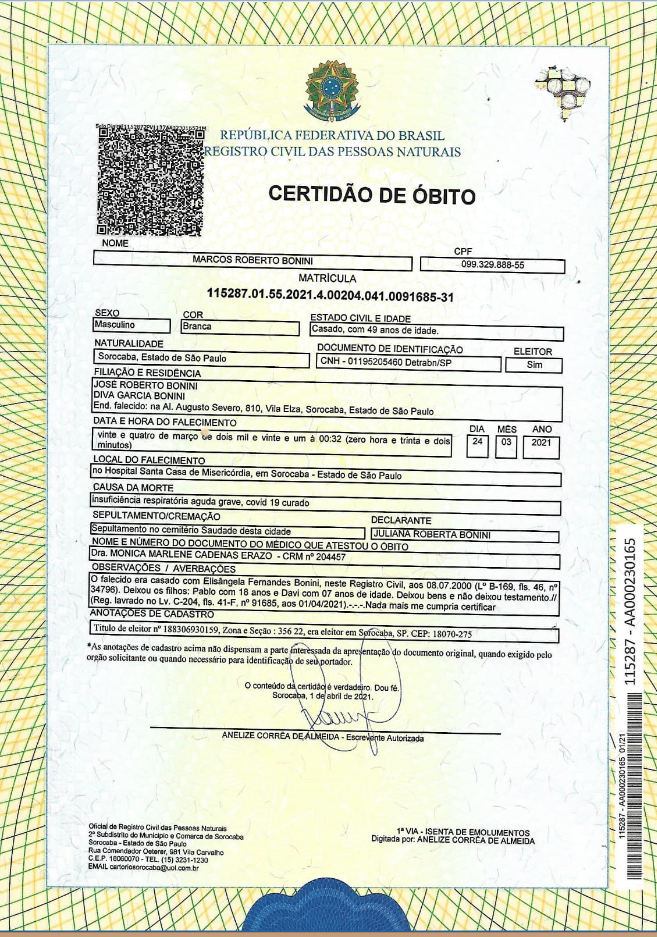 REPÚBLICA FEDERATIVA DO BRASIL
REGISTRO CIVIL DAS PESSOAS NATURAIS
CERTIDÃO DE ÓBITO
NOME
MARCOS ROBERTO BONINI
CPF
099.329.888-55
MATRÍCULA
115287.01.55.2021.4.00204.041.0091685-31
SEXO
Masculino
COR
Branca
ESTADO CIVIL E IDADE
Casado, com 49 anos de idade.
NATURALIDADE
Sorocaba, Estado de São Paulo
DOCUMENTO DE IDENTIFICAÇÃO
CNH - 01195205460 Detrabn/SP
ELEITOR
Sim
FILIAÇÃO E RESIDÊNCIA
JOSÉ ROBERTO BONINI
DIVA GARCIA BONINI
End. falecido: na Al. Augusto Severo, 810, Vila Elza, Sorocaba, Estado de São Paulo
DATA E HORA DO FALECIMENTO
vinte e quatro de março de dois mil e vinte e um à 00:32 (zero hora e trinta e dois
minutos)
DIA
24
MÊS
03
ANO
2021
LOCAL DO FALECIMENTO
no Hospital Santa Casa de Misericórdia, em Sorocaba - Estado de São Paulo
CAUSA DA MORTE
insuficiência respiratória aguda grave, covid 19 curado
SEPULTAMENTO/CREMAÇÃO
Sepultamento no cemitério Saudade desta cidade
DECLARANTE
JULIANA ROBERTA BONINI
NOME E NÚMERO DO DOCUMENTO DO MÉDICO QUE ATESTOU O ÓBITO
Dra. MONICA MARLENE CADENAS ERAZO - CRM nº 204457
OBSERVAÇÕES / AVERBAÇÕES
O falecido era casado com Elisângela Fernandes Bonini, neste Registro Civil, aos 08.07.2000 (Lº B-169, fls. 46, nº
34796). Deixou os filhos: Pablo com 18 anos e Davi com 07 anos de idade. Deixou bens e não deixou testamento.//
(Reg. lavrado no Lv. C-204, fls. 41-F, nº 91685, aos 01/04/2021).-.-.-.Nada mais me cumpria certificar
ANOTAÇÕES DE CADASTRO
Titulo de eleitor nº 188306930159, Zona e Seção : 356 22, era eleitor em Sorocaba, SP. CEP: 18070-275
*As anotações de cadastro acima não dispensam a parte interessada da apresentação do documento original, quando exigido pelo
orgão solicitante ou quando necessário para identificação de seu portador.
O conteúdo da certidão é verdadeiro. Dou fé.
Sorocaba, 1 de abril de 2021.
ANELIZE CORRÊA DE ALMEIDA - Escrevente Autorizada
Oficial de Registro Civil das Pessoas Naturais
2º Subdistrito do Município e Comarca de Sorocaba
Sorocaba - Estado de São Paulo
Rua Comendador Oeterer, 981 Vila Carvalho
C.E.P. 18060070 - TEL. (15) 3231-1230
EMAIL cartoriosorocaba@uol.com.br
1ª VIA - ISENTA DE EMOLUMENTOS
Digitada por: ANELIZE CORRÊA DE ALMEIDA
115287 - AA000230165
115287 - AA000230165 01/21